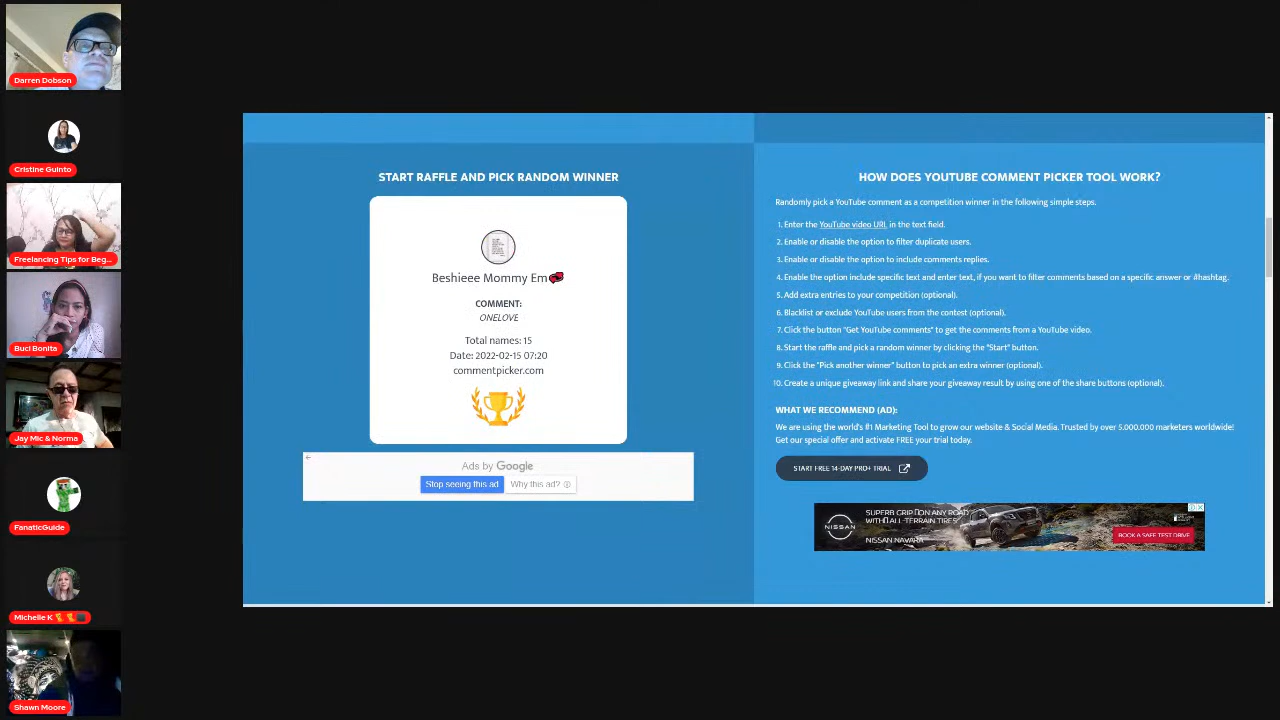 Darren Dobson
Cristine Guinto
Freelancing Tips for Beg...
Buci Bonita
Jay Mic & Norma
FanaticGuide
Michelle K
Shawn Moore
START RAFFLE AND PICK RANDOM WINNER
Beshieee Mommy Em
COMMENT:
ONELOVE
Total names: 15
Date: 2022-02-15 07:20
commentpicker.com
Ads by Google
Stop seeing this ad
Why this ad?
HOW DOES YOUTUBE COMMENT PICKER TOOL WORK?
Randomly pick a YouTube comment as a competition winner in the following simple steps.
1. Enter the YouTube video URL in the text field.
2. Enable or disable the option to filter duplicate users.
3. Enable or disable the option to include comments replies.
4. Enable the option include specific text and enter text, if you want to filter comments based on a specific answer or #hashtag.
5. Add extra entries to your competition (optional).
6. Blacklist or exclude YouTube users from the contest (optional).
7. Click the button "Get YouTube comments" to get the comments from a YouTube video.
8. Start the raffle and pick a random winner by clicking the "Start" button.
9. Click the "Pick another winner" button to pick an extra winner (optional).
10. Create a unique giveaway link and share your giveaway result by using one of the share buttons (optional).
WHAT WE RECOMMEND (AD):
We are using the world's #1 Marketing Tool to grow our website & Social Media. Trusted by over 5.000.000 marketers worldwide!
Get our special offer and activate FREE your trial today.
START FREE 14-DAY PRO+ TRIAL
NISSAN
SUPERB GRIP ON ANY ROAD
WITH ALL-TERRAIN TIRES
NISSAN NAVARA
BOOK A SAFE TEST DRIVE